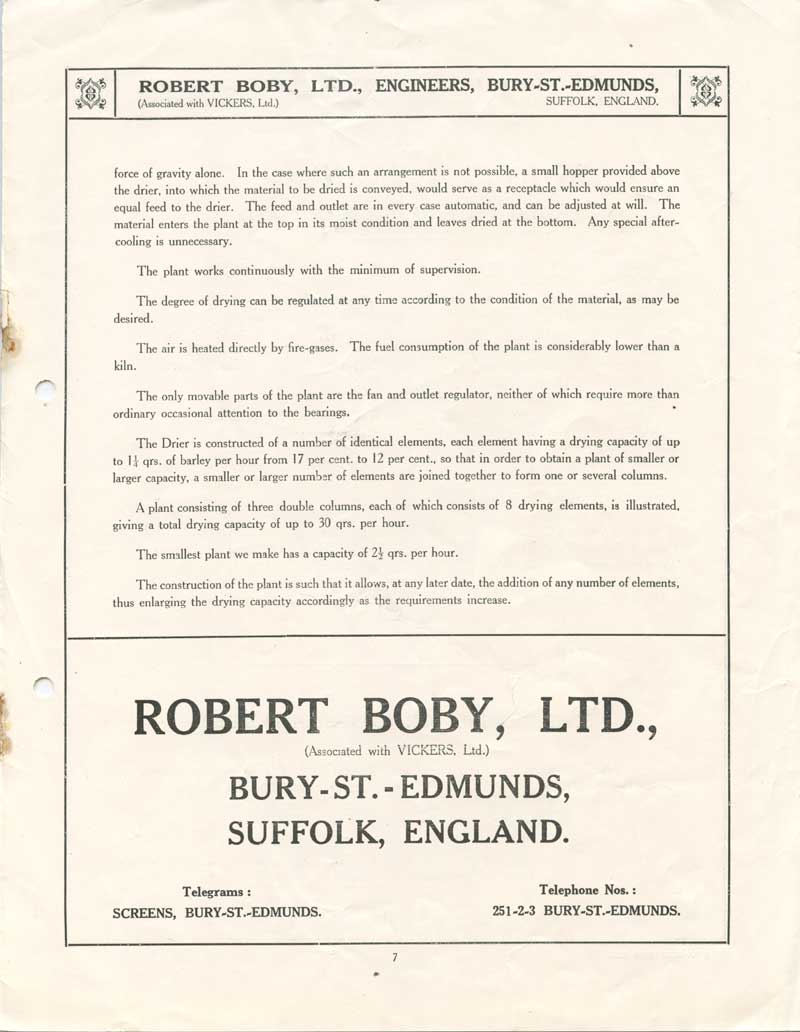 ROBERT BOBY, LTD., ENGINEERS, BURY-ST.-EDMUNDS,
(Associated with VICKERS, Ltd.) SUFFOLK, ENGLAND.
force of gravity alone. In the case where such an arrangement is not possible, a small hopper provided above
the drier, into which the material to be dried is conveyed, would serve as a receptacle which would ensure an
equal feed to the drier. The feed and outlet are in every case automatic, and can be adjusted at will. The
material enters the plant at the top in its moist condition and leaves dried at the bottom. Any special after-
cooling is unnecessary.
The plant works continuously with the minimum of supervision.
The degree of drying can be regulated at any time according to the condition of the material, as may be
desired.
The air is heated directly by fire-gases. The fuel consumption of the plant is considerably lower than a
kiln.
The only movable parts of the plant are the fan and outlet regulator, neither of which require more than
ordinary occasional attention to the bearings.
The Drier is constructed of a number of identical elements, each element having a drying capacity of up
to 1¼ qrs. of barley per hour from 17 per cent. to 12 per cent., so that in order to obtain a plant of smaller or
larger capacity, a smaller or larger number of elements are joined together to form one or several columns.
A plant consisting of three double columns, each of which consists of 8 drying elements, is illustrated,
giving a total drying capacity of up to 30 qrs. per hour.
The smallest plant we make has a capacity of 2½ qrs. per hour.
The construction of the plant is such that it allows, at any later date, the addition of any number of elements,
thus enlarging the drying capacity accordingly as the requirements increase.
ROBERT BOBY, LTD.,
(Associated with VICKERS, Ltd.)
BURY-ST.-EDMUNDS,
SUFFOLK, ENGLAND.
Telegrams :
SCREENS, BURY-ST.-EDMUNDS.
Telephone Nos. :
251-2-3 BURY-ST.-EDMUNDS.
7